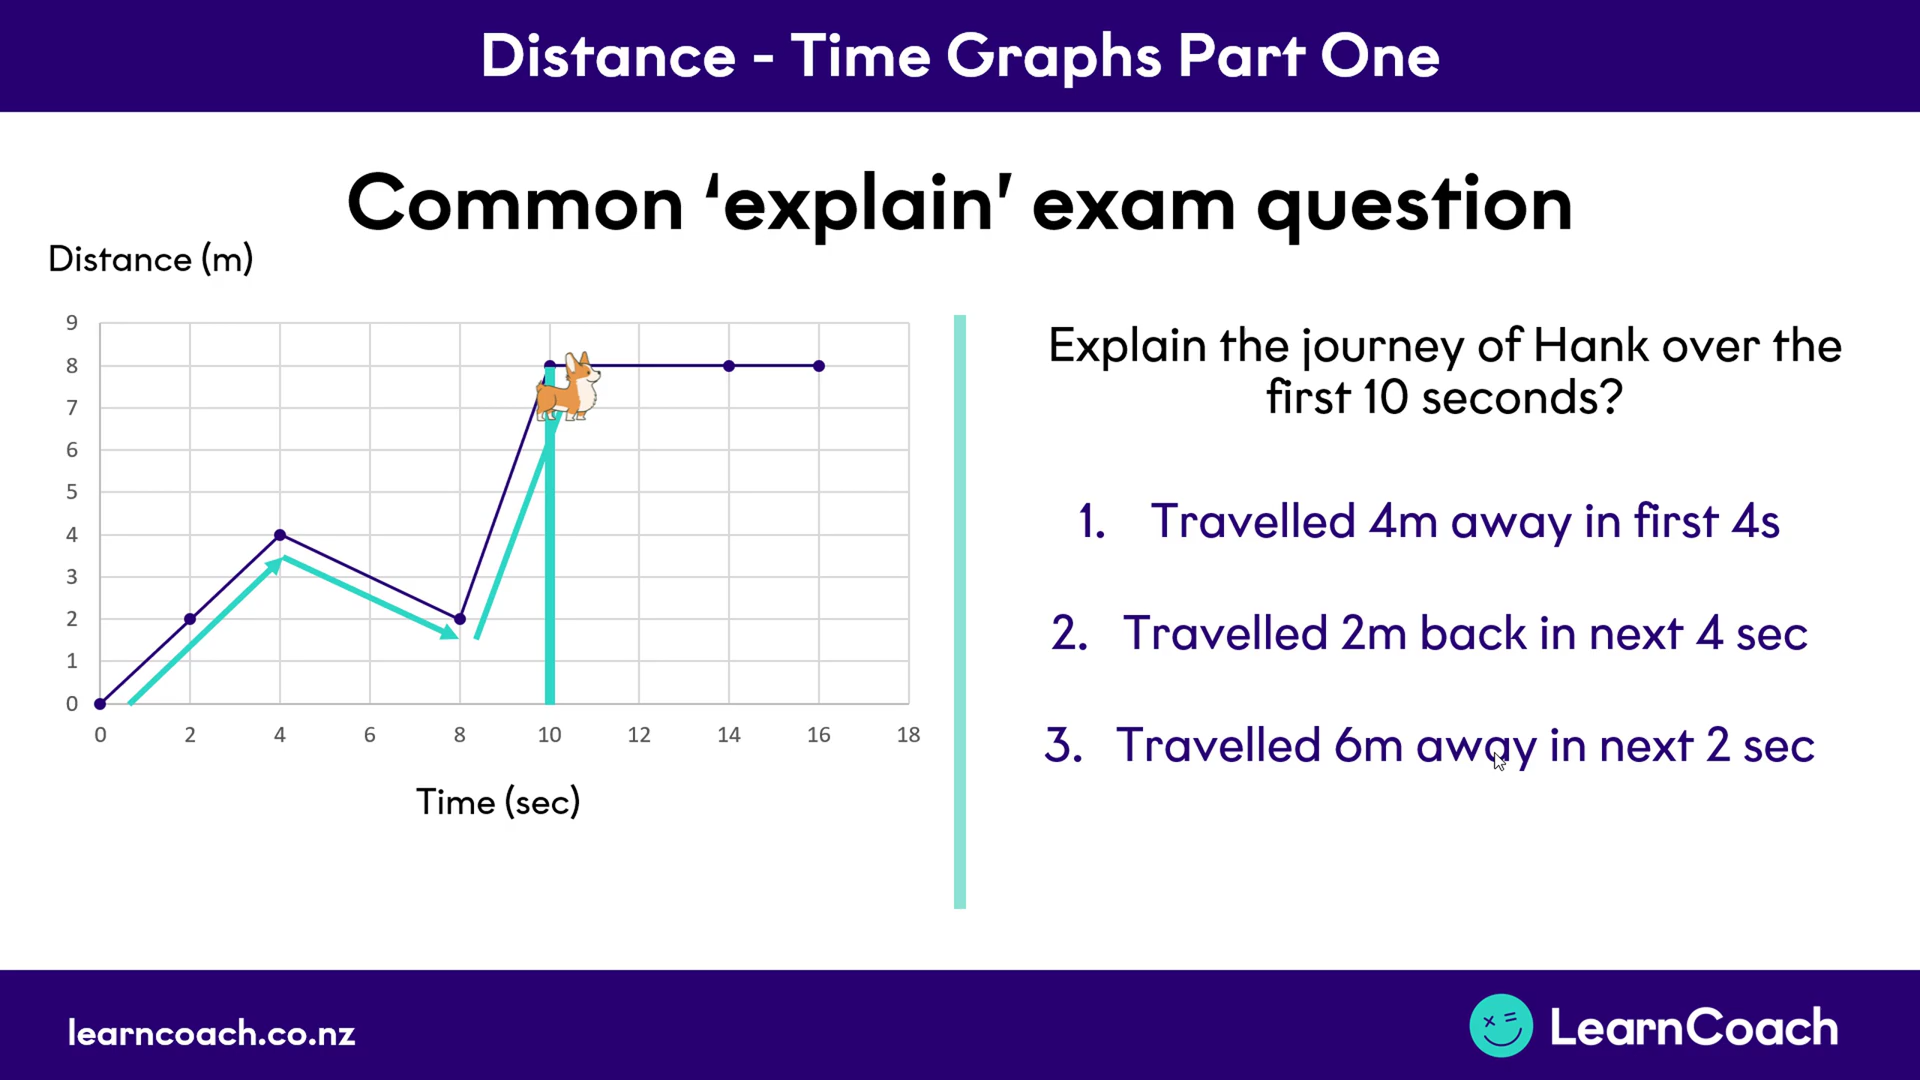 Distance - Time Graphs Part One
Common ‘explain’ exam question
Distance (m)
9
8
7
6
5
4
3
2
1
0
0 2 4 6 8 10 12 14 16 18
Time (sec)
Explain the journey of Hank over the
first 10 seconds?
1. Travelled 4m away in first 4s
2. Travelled 2m back in next 4 sec
3. Travelled 6m away in next 2 sec
learncoach.co.nz
LearnCoach